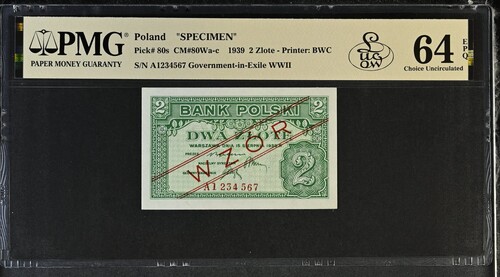 PMG
PAPER MONEY GUARANTY
Poland "SPECIMEN"
Pick# 80s CM#80Wa-c 1939 2 Zlote - Printer: BWC
S/N A1234567 Government-in-Exile WWII
64 EPQ
Choice Uncirculated
2 2
BANK POLSKI
DWA ZŁOTE
WARSZAWA DNIA 15 SIERPNIA 1939 R.
WZÓR
2
A1 234 567